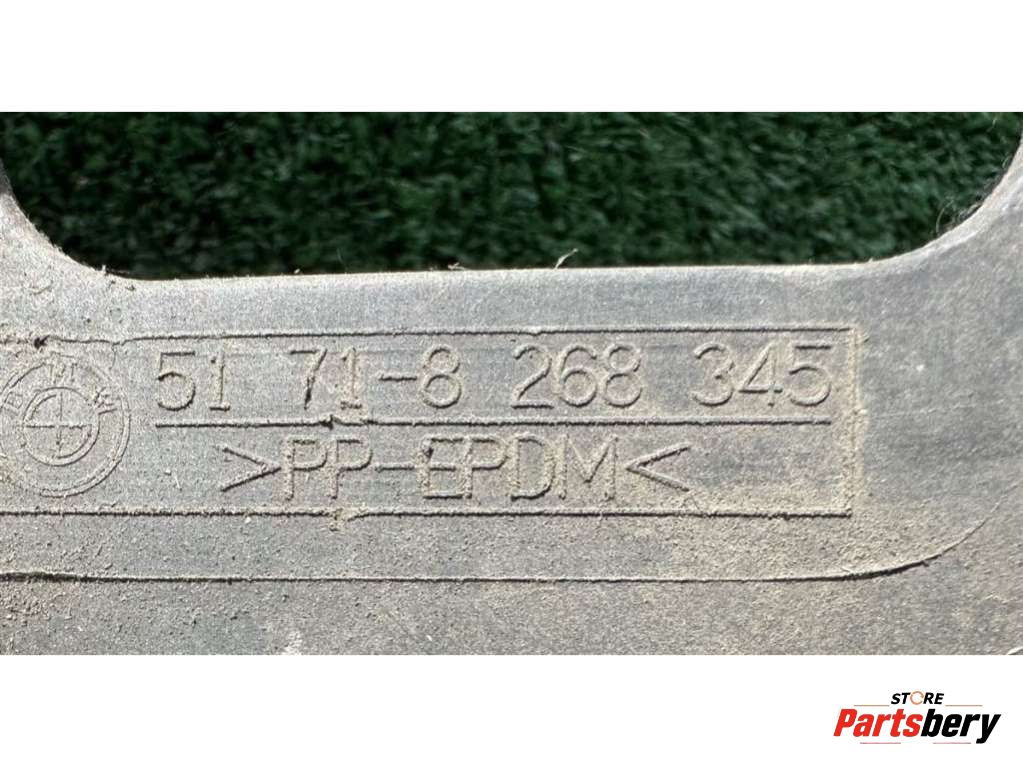 51 71-8 268 345
>PP-EPDM<
STORE
Partsbery